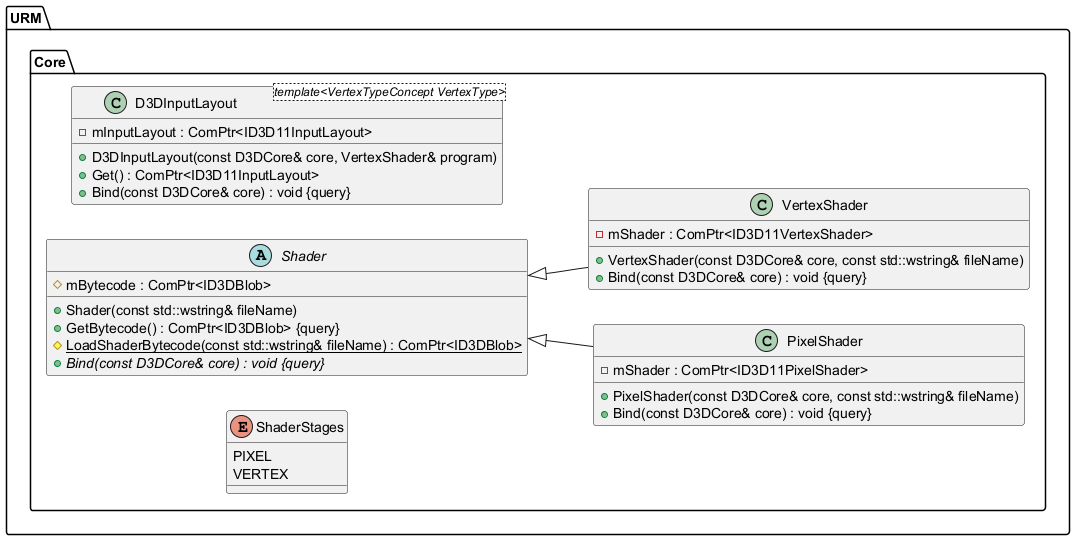 URM
Core
template<VertexTypeConcept VertexType>
C D3DInputLayout
mInputLayout : ComPtr<ID3D11InputLayout>
D3DInputLayout(const D3DCore& core, VertexShader& program)
Get() : ComPtr<ID3D11InputLayout>
Bind(const D3DCore& core) : void {query}
A Shader
mBytecode : ComPtr<ID3DBlob>
Shader(const std::wstring& fileName)
GetBytecode() : ComPtr<ID3DBlob> {query}
LoadShaderBytecode(const std::wstring& fileName) : ComPtr<ID3DBlob>
Bind(const D3DCore& core) : void {query}
C VertexShader
mShader : ComPtr<ID3D11VertexShader>
VertexShader(const D3DCore& core, const std::wstring& fileName)
Bind(const D3DCore& core) : void {query}
C PixelShader
mShader : ComPtr<ID3D11PixelShader>
PixelShader(const D3DCore& core, const std::wstring& fileName)
Bind(const D3DCore& core) : void {query}
E ShaderStages
PIXEL
VERTEX